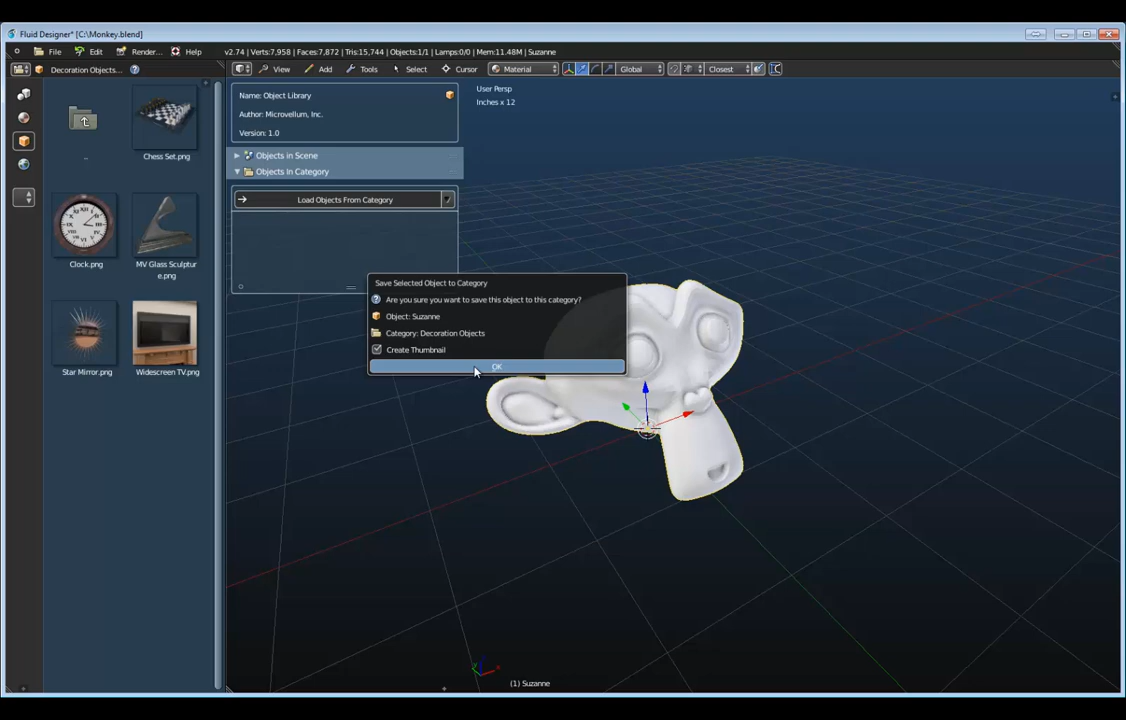 Fluid Designer* [C:\Monkey.blend]
File Edit Render... Help v2.74 | Verts:7,958 | Faces:7,872 | Tris:15,744 | Objects:1/1 | Lamps:0/0 | Mem:11.48M | Suzanne
Decoration Objects... View Add Tools Select Cursor Material Global Closest
Name: Object Library
Author: Microvellum, Inc.
Version: 1.0
User Persp
Inches x 12
..
Chess Set.png
Objects in Scene
Objects in Category
Load Objects From Category
Clock.png
MV Glass Sculptur
e.png
Star Mirror.png
Widescreen TV.png
Save Selected Object to Category
Are you sure you want to save this object to this category?
Object: Suzanne
Category: Decoration Objects
Create Thumbnail
OK
(1) Suzanne